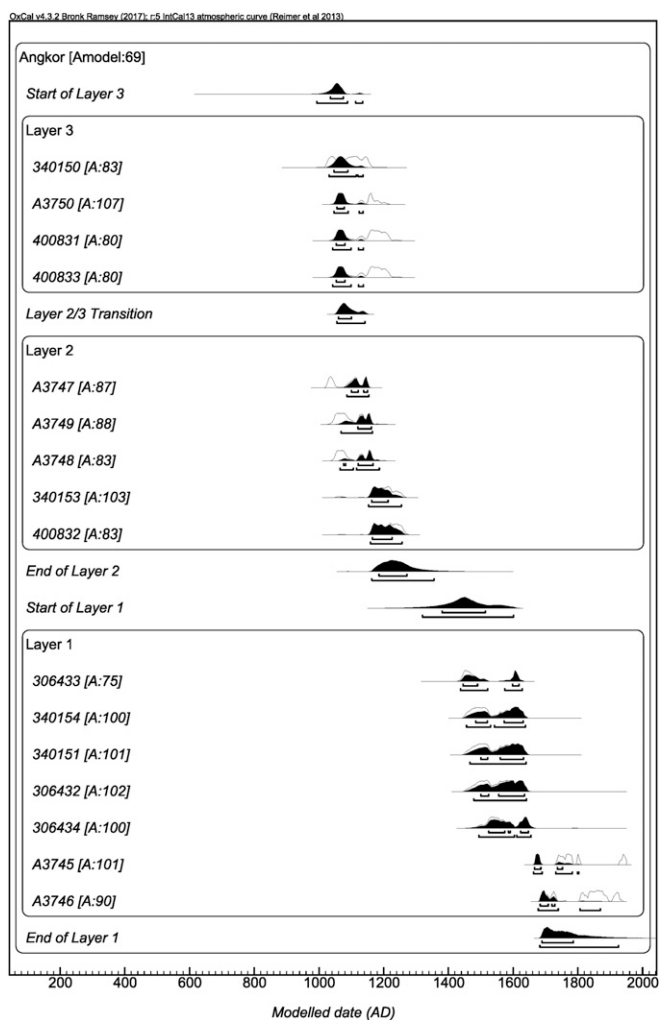 OxCal v4.3.2 Bronk Ramsey (2017); r:5 IntCal13 atmospheric curve (Reimer et al 2013)
Angkor [Amodel:69]
Start of Layer 3
Layer 3
340150 [A:83]
A3750 [A:107]
400831 [A:80]
400833 [A:80]
Layer 2/3 Transition
Layer 2
A3747 [A:87]
A3749 [A:88]
A3748 [A:83]
340153 [A:103]
400832 [A:83]
End of Layer 2
Start of Layer 1
Layer 1
306433 [A:75]
340154 [A:100]
340151 [A:101]
306432 [A:102]
306434 [A:100]
A3745 [A:101]
A3746 [A:90]
End of Layer 1
200 400 600 800 1000 1200 1400 1600 1800 2000
Modelled date (AD)